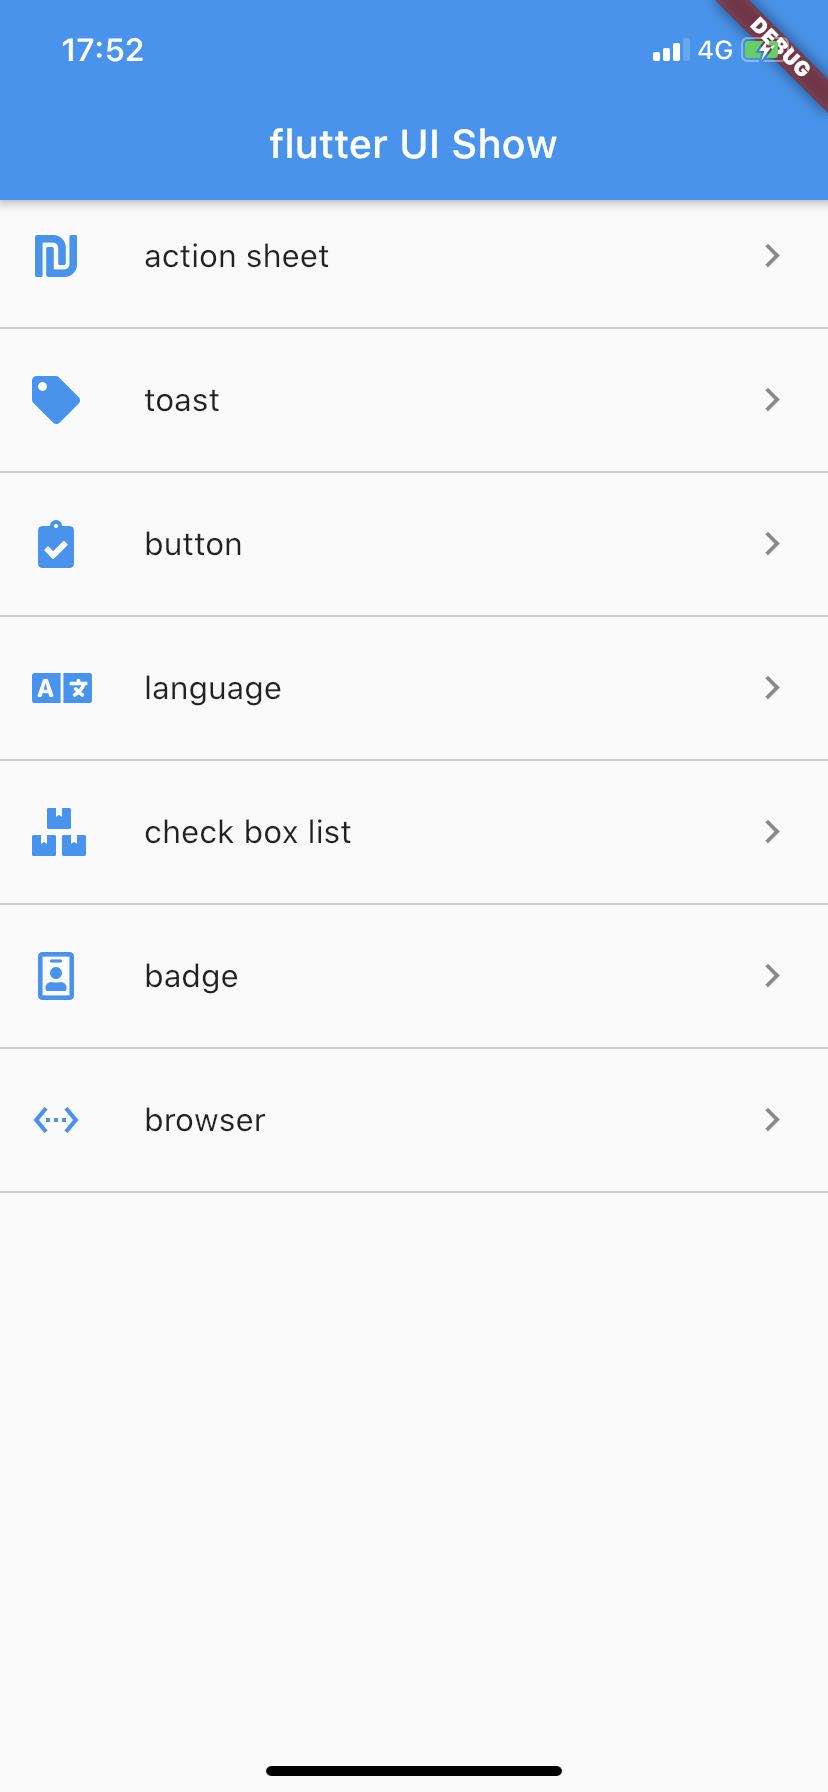 17:52
4G
DEBUG
flutter UI Show
action sheet
toast
button
A 文
language
check box list
badge
browser